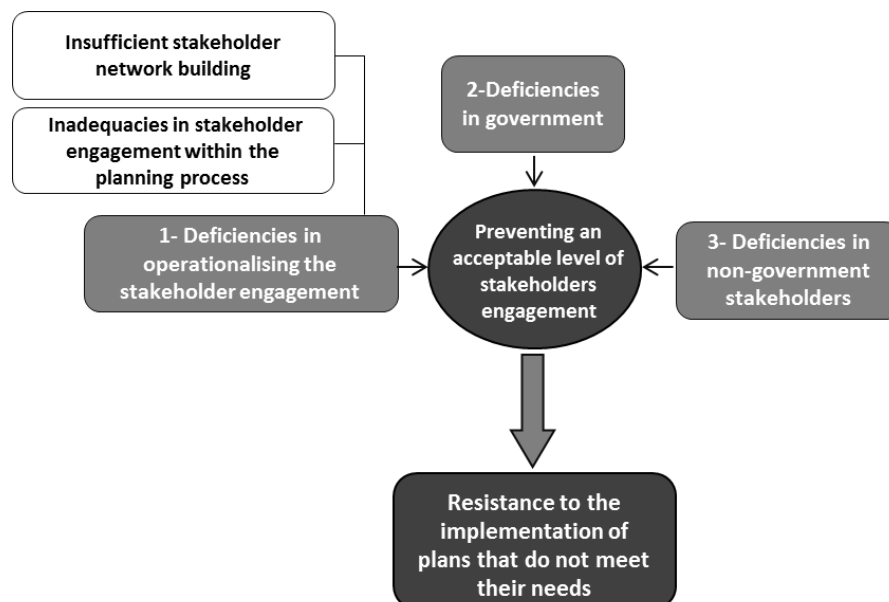 Insufficient stakeholder
network building
Inadequacies in stakeholder
engagement within the
planning process
1- Deficiencies in
operationalising the
stakeholder engagement
2-Deficiencies
in government
Preventing an
acceptable level of
stakeholders
engagement
3- Deficiencies in
non-government
stakeholders
Resistance to the
implementation of
plans that do not meet
their needs